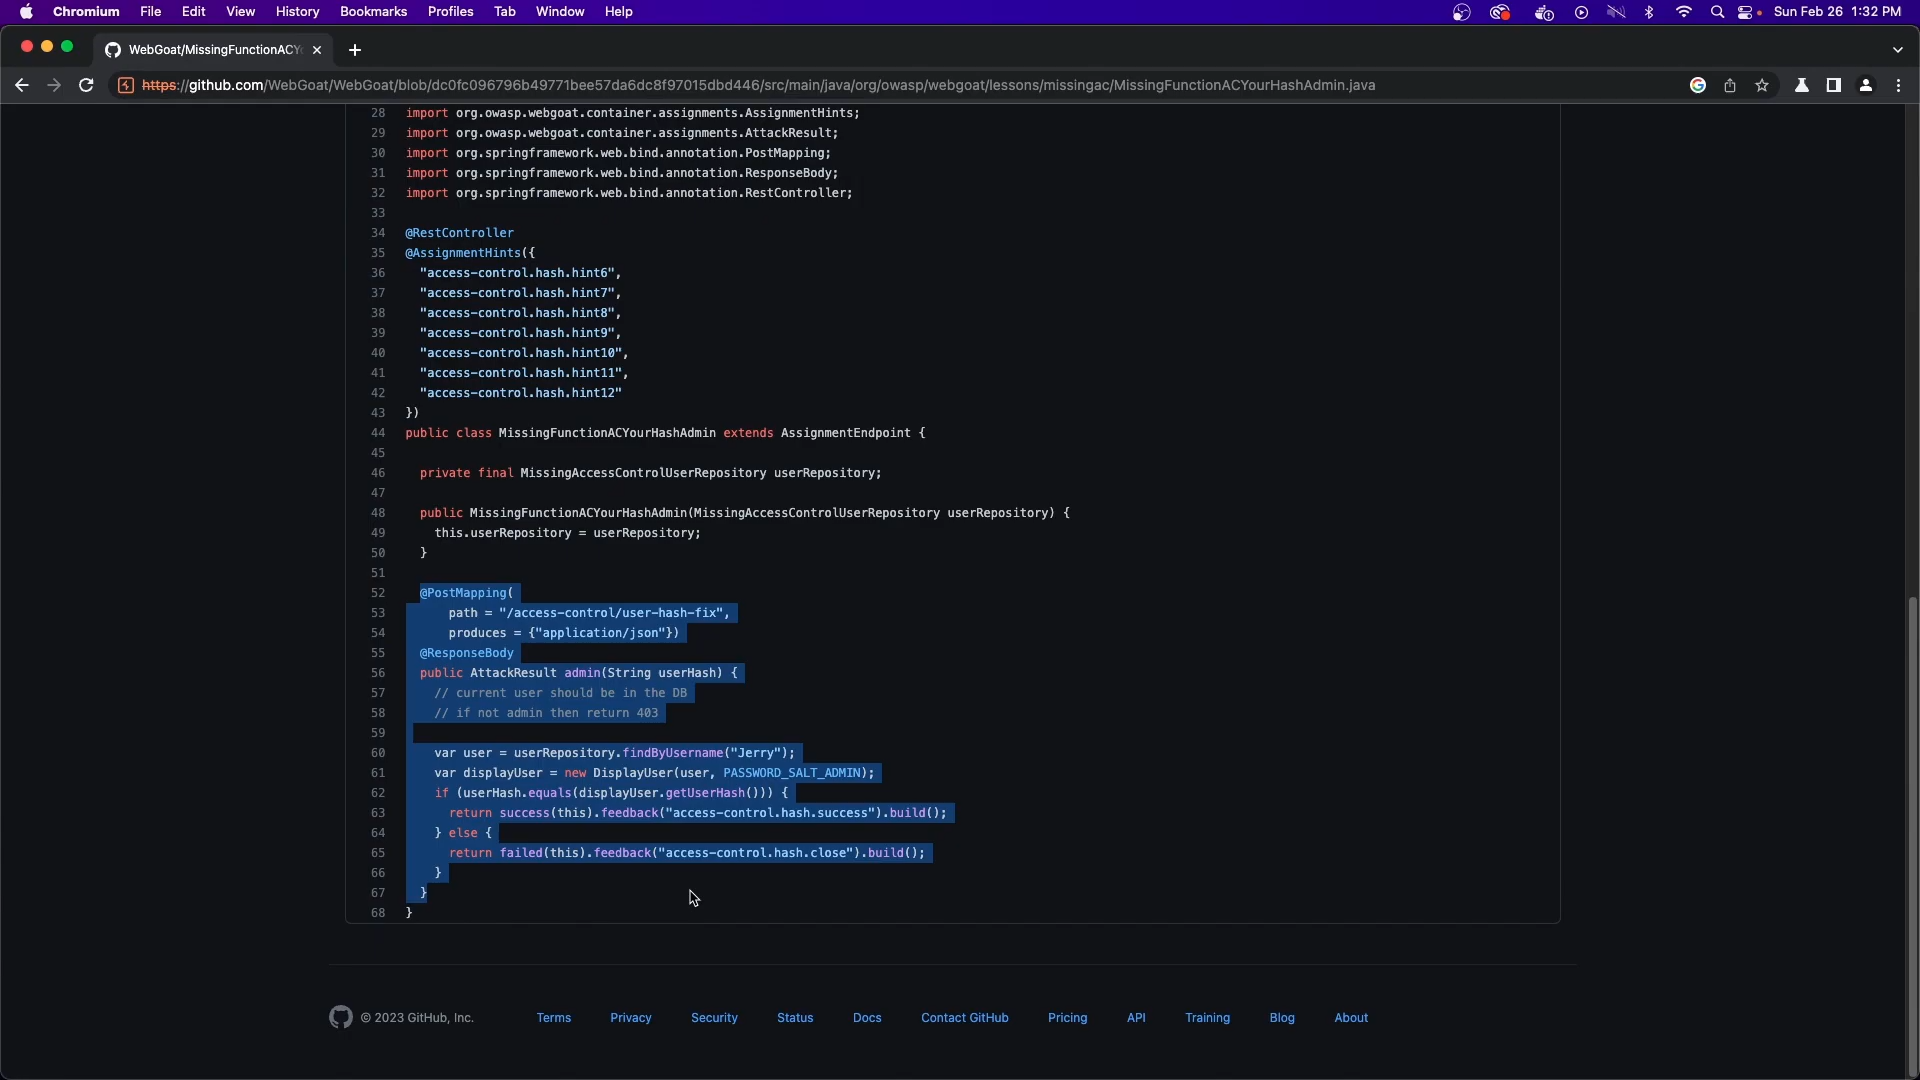 Chromium File Edit View History Bookmarks Profiles Tab Window Help Sun Feb 26 1:32 PM
WebGoat/MissingFunctionACY
https://github.com/WebGoat/WebGoat/blob/dc0fc096796b49771bee57da6dc8f97015dbd446/src/main/java/org/owasp/webgoat/lessons/missingac/MissingFunctionACYourHashAdmin.java
28 import org.owasp.webgoat.container.assignments.AssignmentHints;
29 import org.owasp.webgoat.container.assignments.AttackResult;
30 import org.springframework.web.bind.annotation.PostMapping;
31 import org.springframework.web.bind.annotation.ResponseBody;
32 import org.springframework.web.bind.annotation.RestController;
33
34 @RestController
35 @AssignmentHints({
36 "access-control.hash.hint6",
37 "access-control.hash.hint7",
38 "access-control.hash.hint8",
39 "access-control.hash.hint9",
40 "access-control.hash.hint10",
41 "access-control.hash.hint11",
42 "access-control.hash.hint12"
43 })
44 public class MissingFunctionACYourHashAdmin extends AssignmentEndpoint {
45
46 private final MissingAccessControlUserRepository userRepository;
47
48 public MissingFunctionACYourHashAdmin(MissingAccessControlUserRepository userRepository) {
49 this.userRepository = userRepository;
50 }
51
52 @PostMapping(
53 path = "/access-control/user-hash-fix",
54 produces = {"application/json"})
55 @ResponseBody
56 public AttackResult admin(String userHash) {
57 // current user should be in the DB
58 // if not admin then return 403
59
60 var user = userRepository.findByUsername("Jerry");
61 var displayUser = new DisplayUser(user, PASSWORD_SALT_ADMIN);
62 if (userHash.equals(displayUser.getUserHash())) {
63 return success(this).feedback("access-control.hash.success").build();
64 } else {
65 return failed(this).feedback("access-control.hash.close").build();
66 }
67 }
68 }
© 2023 GitHub, Inc. Terms Privacy Security Status Docs Contact GitHub Pricing API Training Blog About